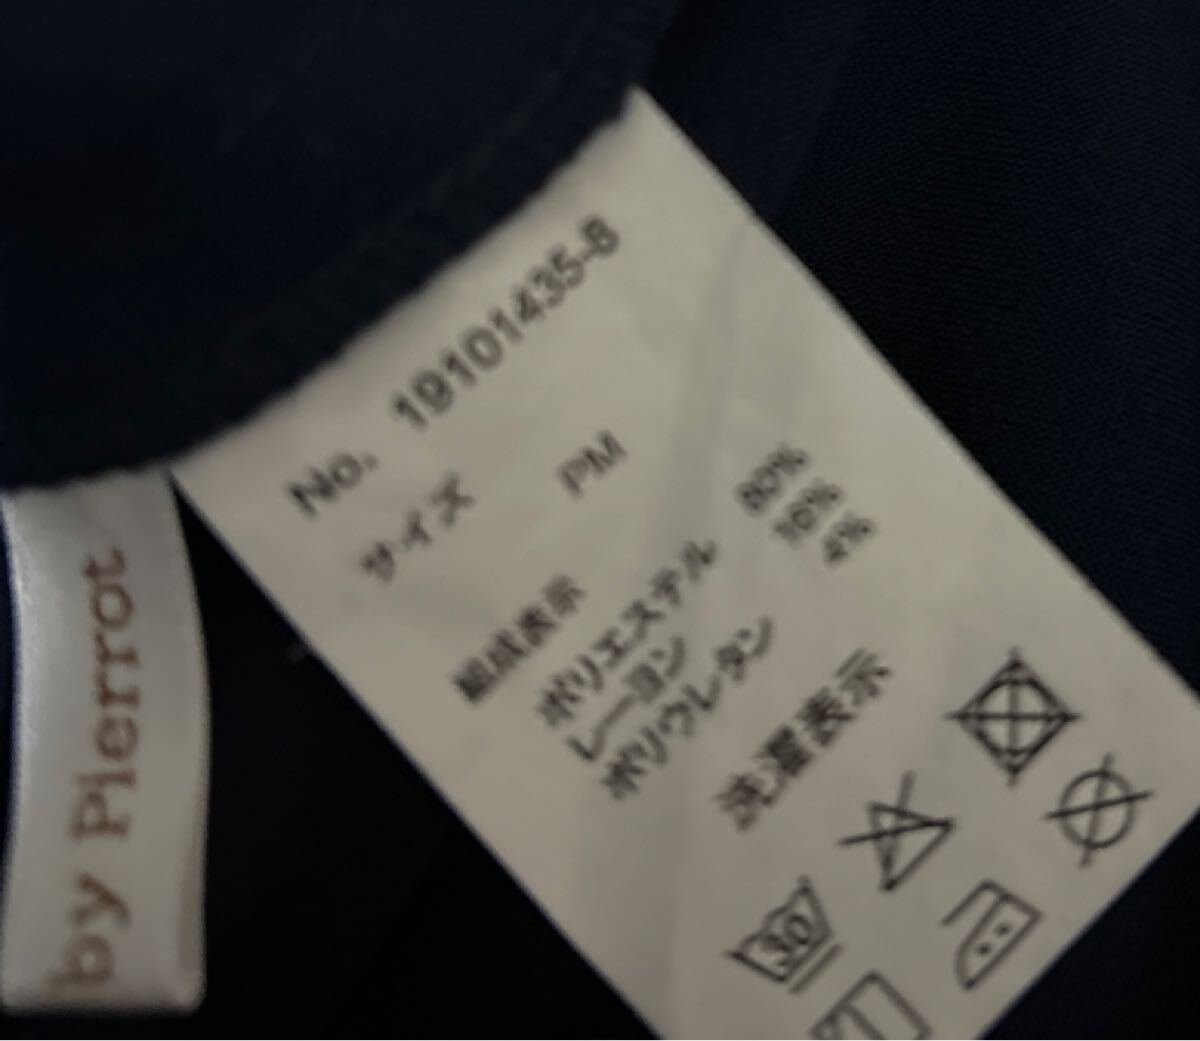 by Pierrot
No. 19101435-8
サイズ PM
組成表示
ポリエステル 80%
レーヨン 16%
ポリウレタン 4%
洗濯表示
30